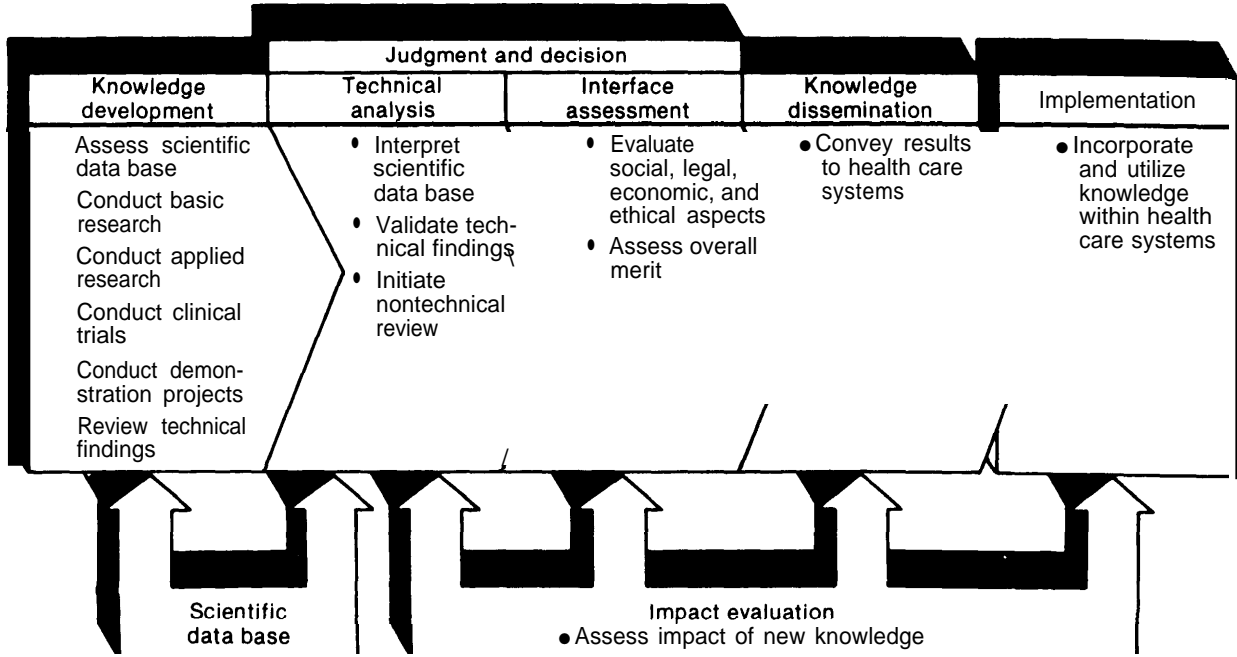 Judgment and decision
Knowledge
development
Technical
analysis
Interface
assessment
Knowledge
dissemination
Implementation
Assess scientific
data base
Conduct basic
research
Conduct applied
research
Conduct clinical
trials
Conduct demon-
stration projects
Review technical
findings
• Interpret
scientific
data base
• Validate tech-
nical findings
• Initiate
nontechnical
review
• Evaluate
social, legal,
economic, and
ethical aspects
• Assess overall
merit
• Convey results
to health care
systems
• Incorporate
and utilize
knowledge
within health
care systems
Scientific
data base
Impact evaluation
• Assess impact of new knowledge